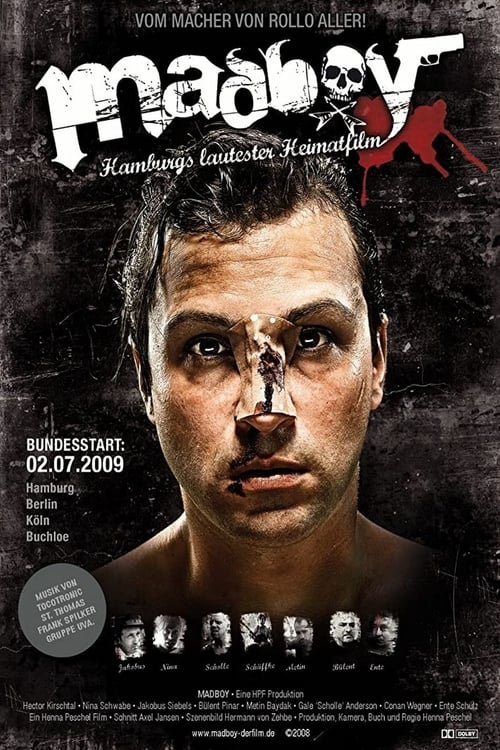 VOM MACHER VON ROLLO ALLER!
madboy
Hamburgs lautester Heimatfilm
BUNDESSTART:
02.07.2009
Hamburg
Berlin
Köln
Buchloe
MUSIK VON
TOCOTRONIC
ST. THOMAS
FRANK SPILKER
GRUPPE UVA.
Jakobus Nina Scholle Schüffke Metin Bülent Ente
MADBOY • Eine HPF Produktion
Hector Kirschtal • Nina Schwabe • Jakobus Siebels • Bülent Pinar • Metin Baydak • Gale 'Scholle' Anderson • Conan Wegner • Ente Schulz
Ein Henna Peschel Film • Schnitt Axel Jansen • Szenenbild Hermann von Zehbe • Produktion, Kamera, Buch und Regie Henna Peschel
www.madboy-derfilm.de ©2008
DOLBY